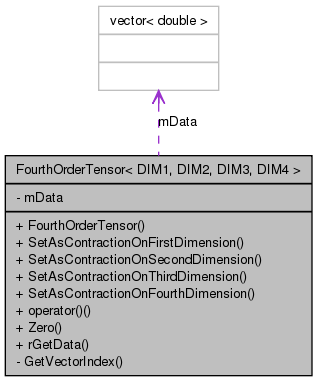 vector< double >
mData
FourthOrderTensor< DIM1, DIM2, DIM3, DIM4 >
- mData
+ FourthOrderTensor()
+ SetAsContractionOnFirstDimension()
+ SetAsContractionOnSecondDimension()
+ SetAsContractionOnThirdDimension()
+ SetAsContractionOnFourthDimension()
+ operator()()
+ Zero()
+ rGetData()
- GetVectorIndex()